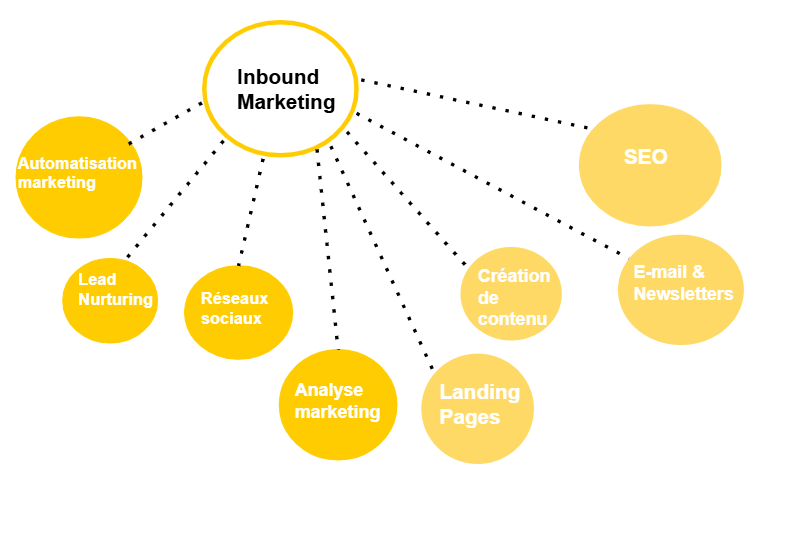 Inbound
Marketing
Automatisation
marketing
Lead
Nurturing
Réseaux
sociaux
Analyse
marketing
Landing
Pages
Création
de
contenu
E-mail &
Newsletters
SEO